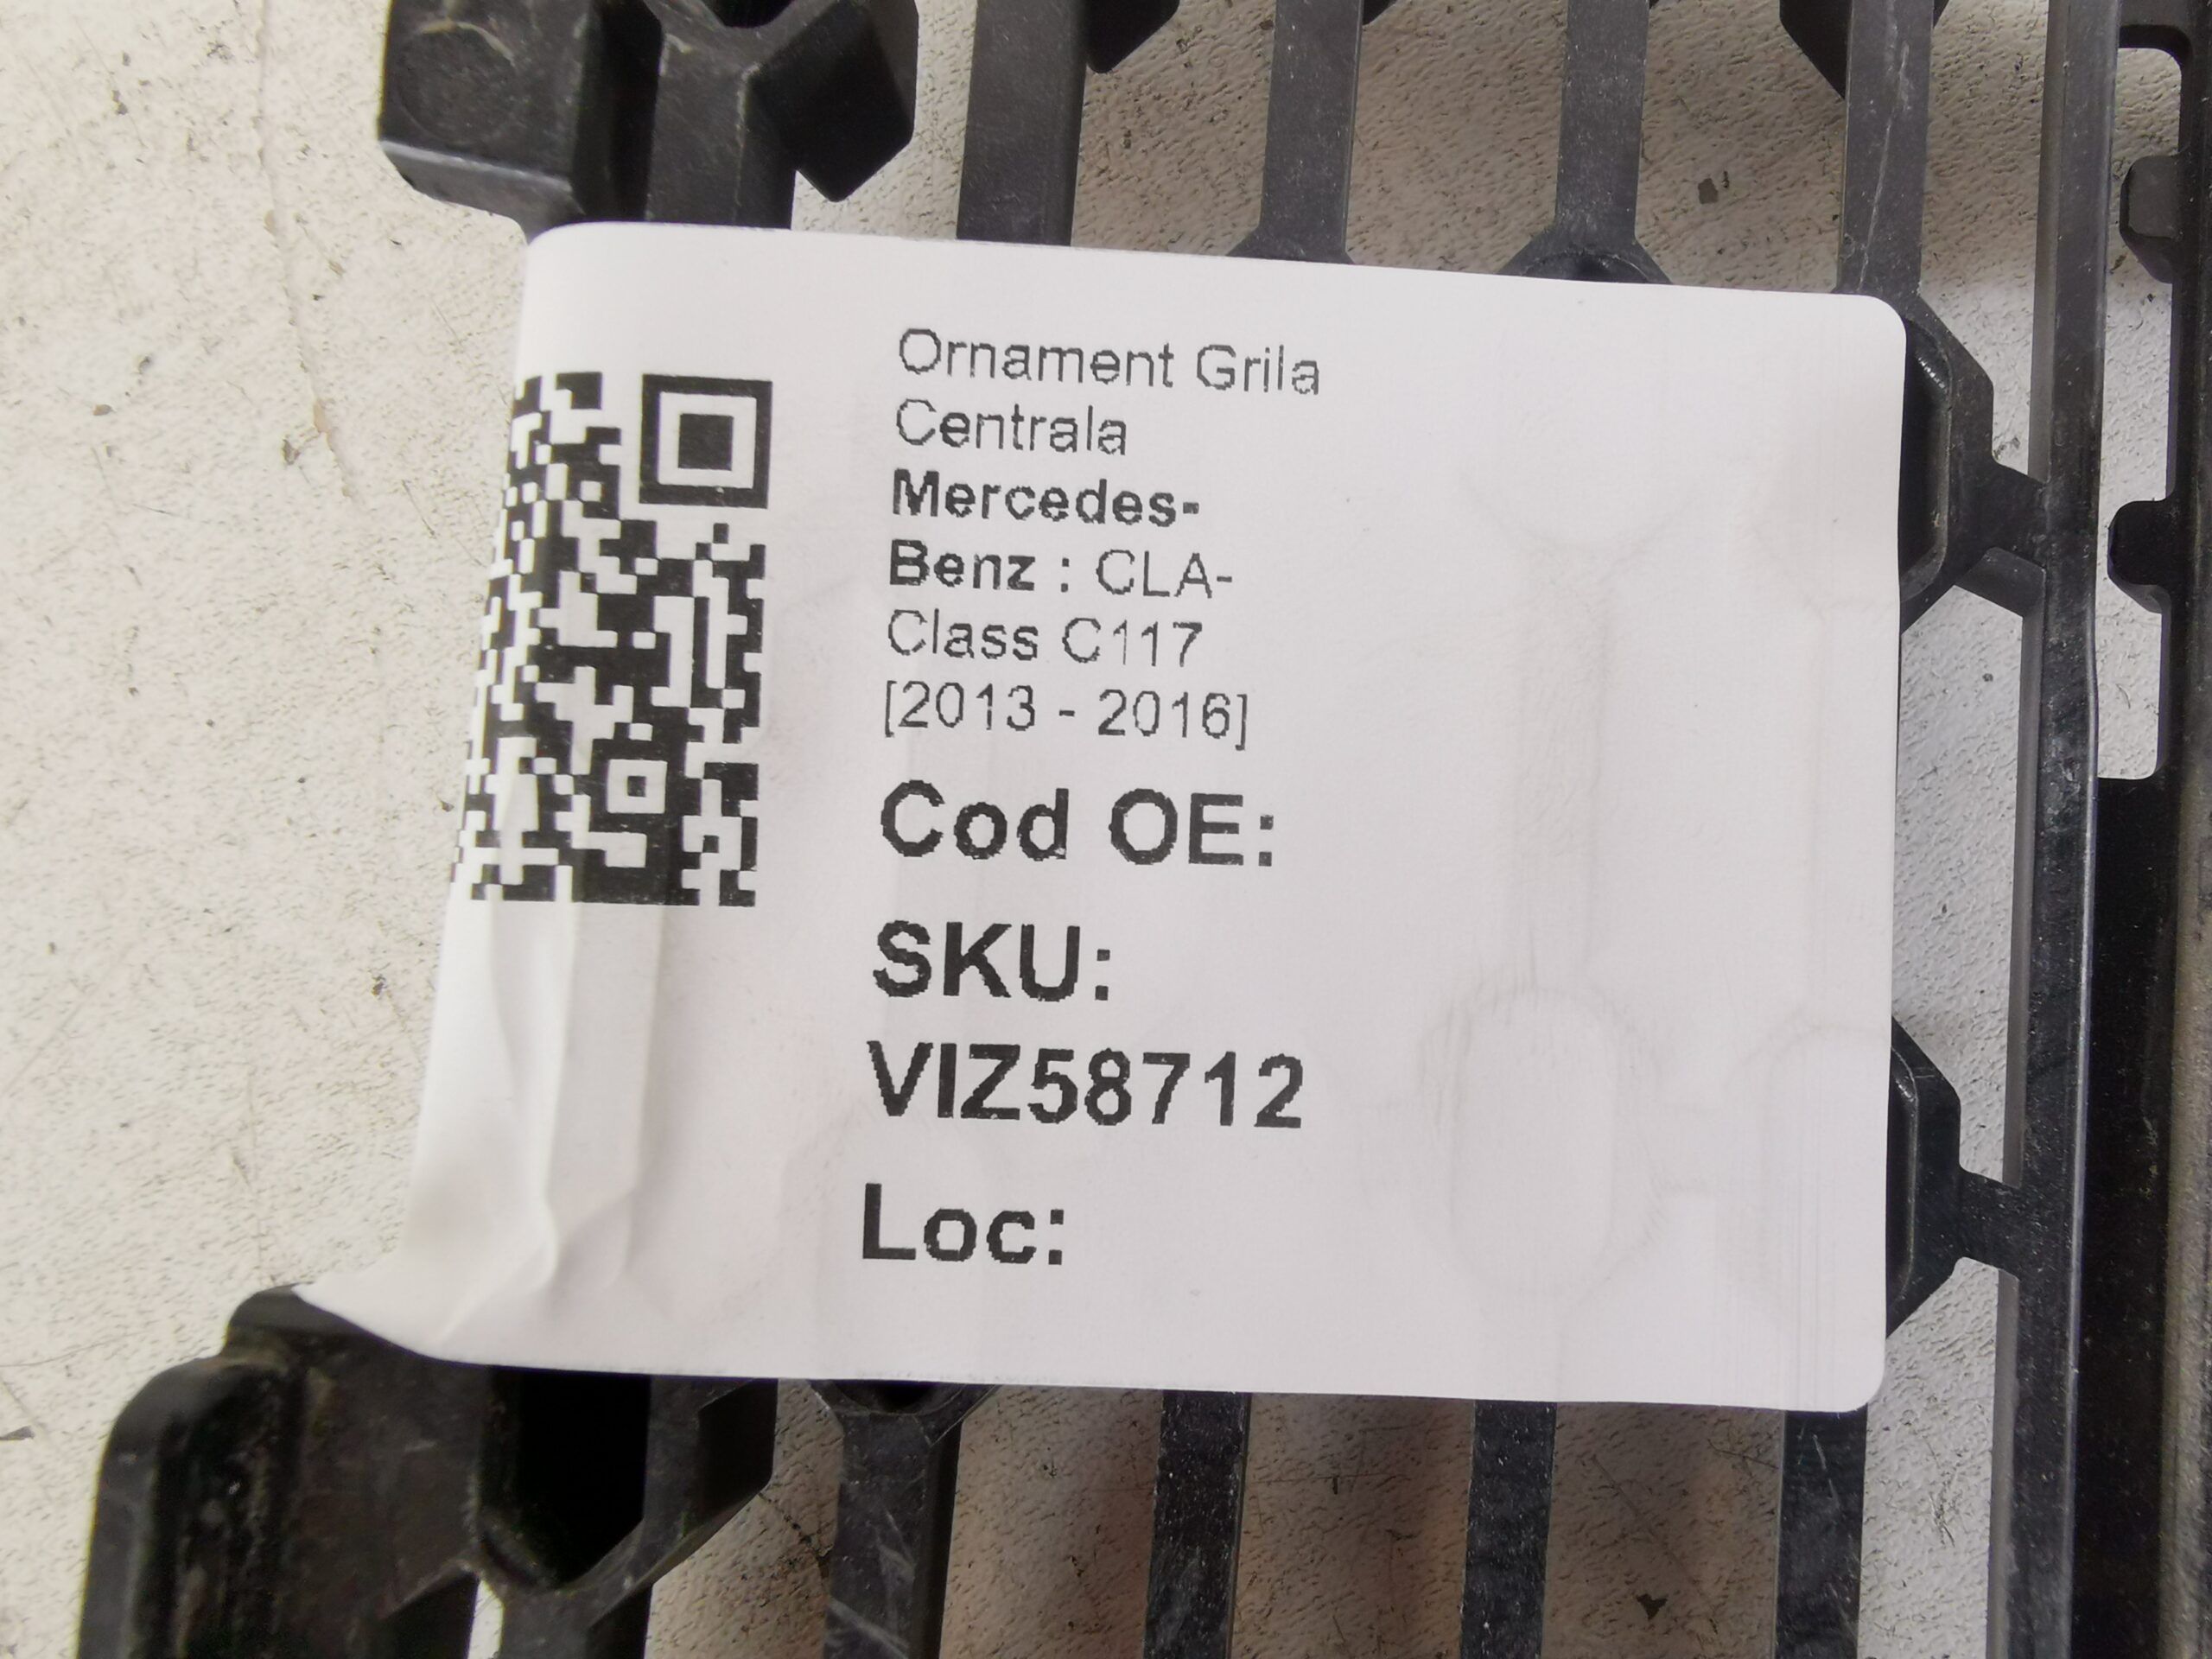 Ornament Grila
Centrala
Mercedes-
Benz : CLA-
Class C117
[2013 - 2016]
Cod OE:
SKU:
VIZ58712
Loc: